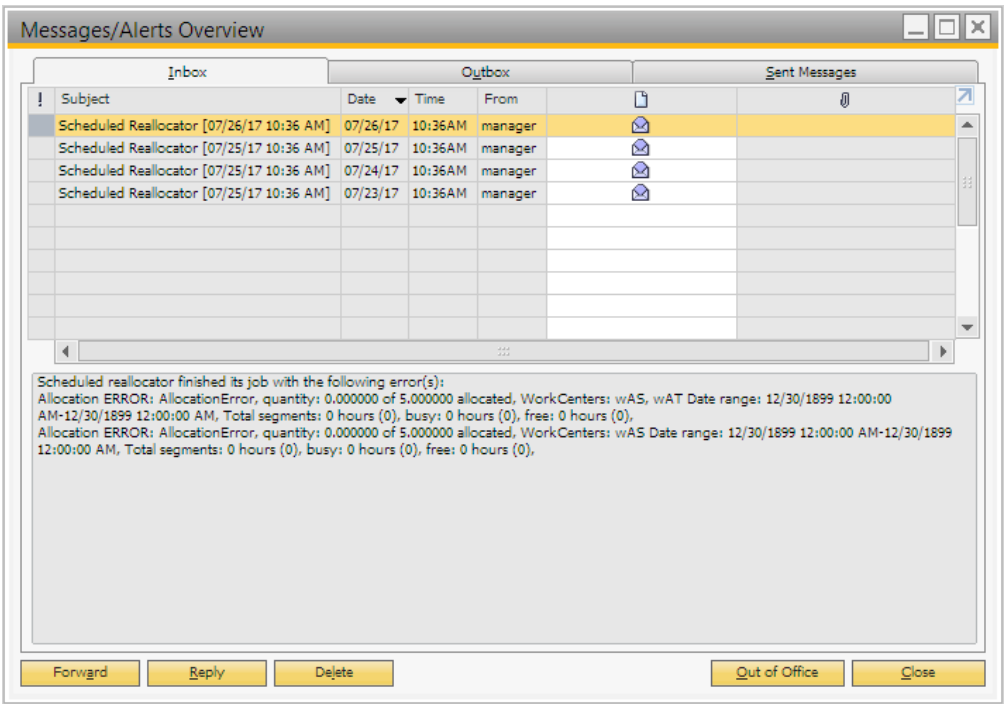 Messages/Alerts Overview
Inbox Outbox Sent Messages
! Subject Date Time From
Scheduled Reallocator [07/26/17 10:36 AM] 07/26/17 10:36AM manager
Scheduled Reallocator [07/25/17 10:36 AM] 07/25/17 10:36AM manager
Scheduled Reallocator [07/25/17 10:36 AM] 07/24/17 10:36AM manager
Scheduled Reallocator [07/25/17 10:36 AM] 07/23/17 10:36AM manager
Scheduled reallocator finished its job with the following error(s):
Allocation ERROR: AllocationError, quantity: 0.000000 of 5.000000 allocated, WorkCenters: wAS, wAT Date range: 12/30/1899 12:00:00
AM-12/30/1899 12:00:00 AM, Total segments: 0 hours (0), busy: 0 hours (0), free: 0 hours (0),
Allocation ERROR: AllocationError, quantity: 0.000000 of 5.000000 allocated, WorkCenters: wAS Date range: 12/30/1899 12:00:00 AM-12/30/1899
12:00:00 AM, Total segments: 0 hours (0), busy: 0 hours (0), free: 0 hours (0),
Forward Reply Delete Out of Office Close